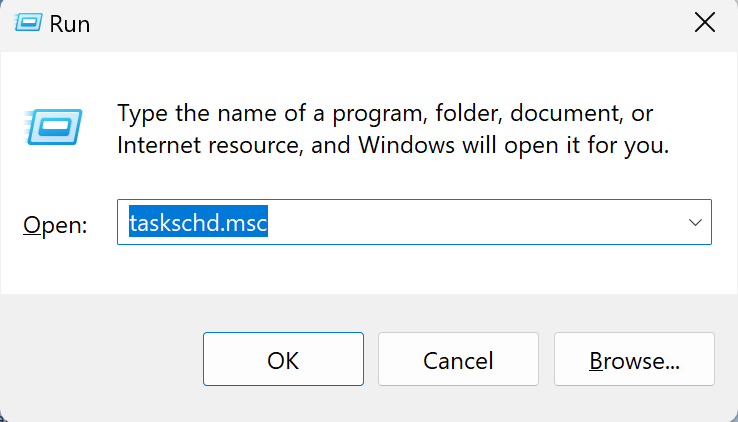 Run
Type the name of a program, folder, document, or
Internet resource, and Windows will open it for you.
Open:
taskschd.msc
OK
Cancel
Browse...